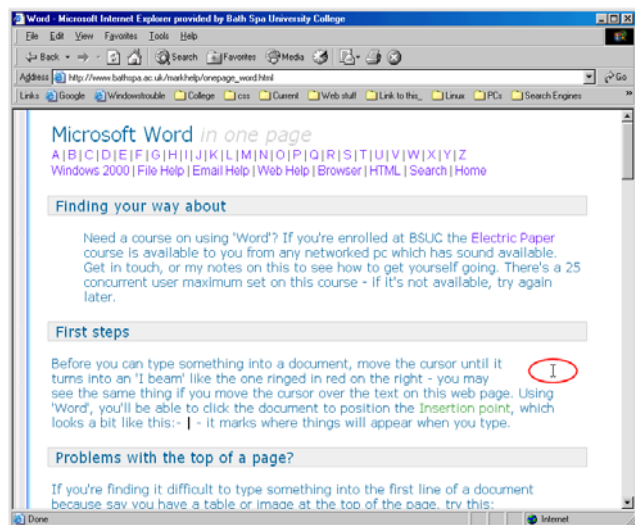 Word - Microsoft Internet Explorer provided by Bath Spa University College
File Edit View Favorites Tools Help
Back Search Favorites Media
Address http://www.bathspa.ac.uk/markhelp/onepage_word.html Go
Links Google Windowstrouble College css Current Web stuff Link to this_ Linux PCs Search Engines »
Microsoft Word in one page
A|B|C|D|E|F|G|H|I|J|K|L|M|N|O|P|Q|R|S|T|U|V|W|X|Y|Z
Windows 2000 | File Help | Email Help | Web Help | Browser | HTML | Search | Home
Finding your way about
Need a course on using 'Word'? If you're enrolled at BSUC the Electric Paper
course is available to you from any networked pc which has sound available.
Get in touch, or my notes on this to see how to get yourself going. There's a 25
concurrent user maximum set on this course - if it's not available, try again
later.
First steps
Before you can type something into a document, move the cursor until it
turns into an 'I beam' like the one ringed in red on the right - you may
see the same thing if you move the cursor over the text on this web page. Using
'Word', you'll be able to click the document to position the Insertion point, which
looks a bit like this:- | - it marks where things will appear when you type.
Problems with the top of a page?
If you're finding it difficult to type something into the first line of a document
because say you have a table or image at the top of the page, try this:
Done Internet